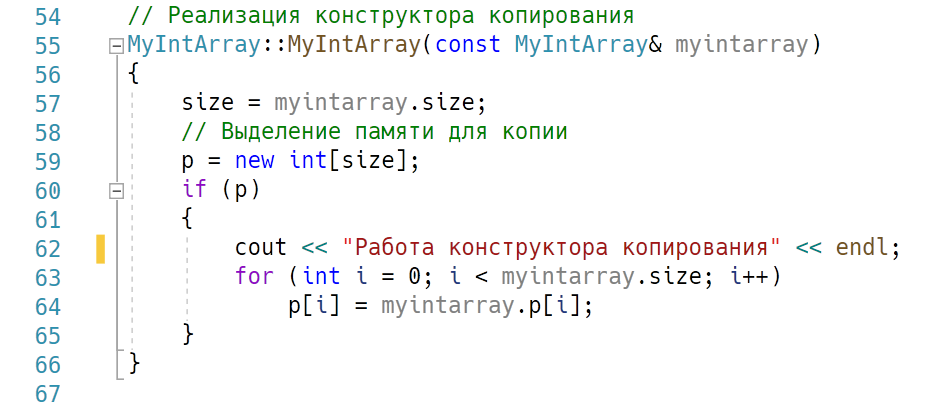 54 // Реализация конструктора копирования
55 MyIntArray::MyIntArray(const MyIntArray& myintarray)
56 {
57 size = myintarray.size;
58 // Выделение памяти для копии
59 p = new int[size];
60 if (p)
61 {
62 cout << "Работа конструктора копирования" << endl;
63 for (int i = 0; i < myintarray.size; i++)
64 p[i] = myintarray.p[i];
65 }
66 }
67